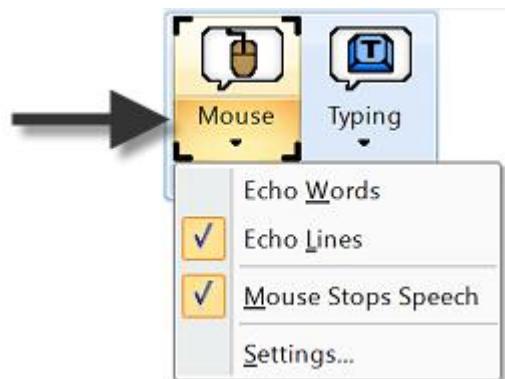 T
Mouse Typing
Echo Words
Echo Lines
Mouse Stops Speech
Settings...